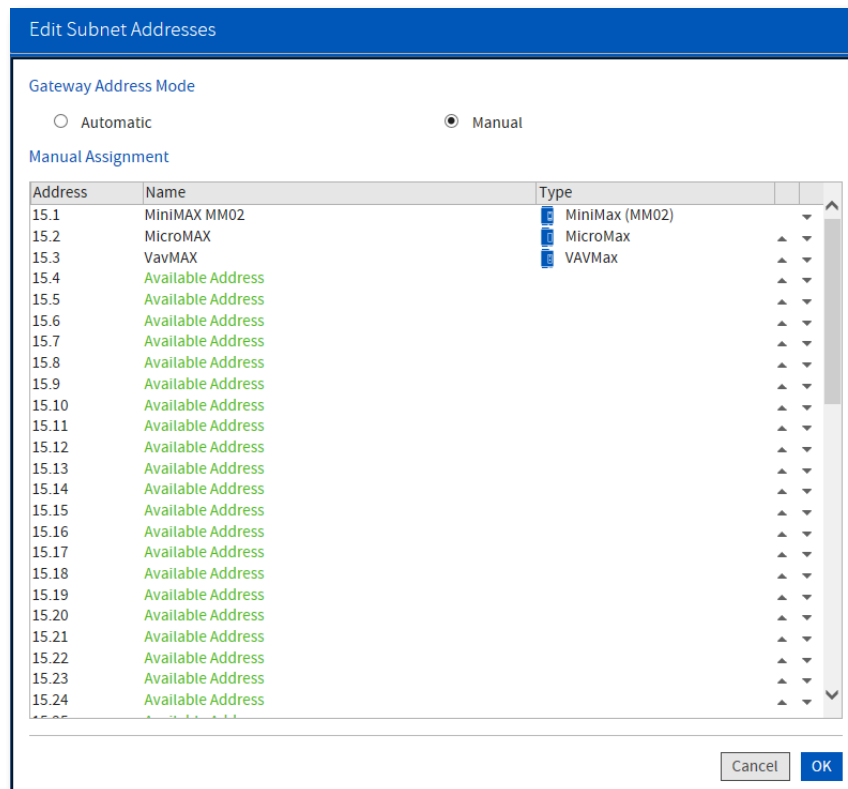 Edit Subnet Addresses
Gateway Address Mode
Automatic Manual
Manual Assignment
Address Name Type
15.1 MiniMAX MM02 MiniMax (MM02)
15.2 MicroMAX MicroMax
15.3 VavMAX VAVMax
15.4 Available Address
15.5 Available Address
15.6 Available Address
15.7 Available Address
15.8 Available Address
15.9 Available Address
15.10 Available Address
15.11 Available Address
15.12 Available Address
15.13 Available Address
15.14 Available Address
15.15 Available Address
15.16 Available Address
15.17 Available Address
15.18 Available Address
15.19 Available Address
15.20 Available Address
15.21 Available Address
15.22 Available Address
15.23 Available Address
15.24 Available Address
Cancel OK